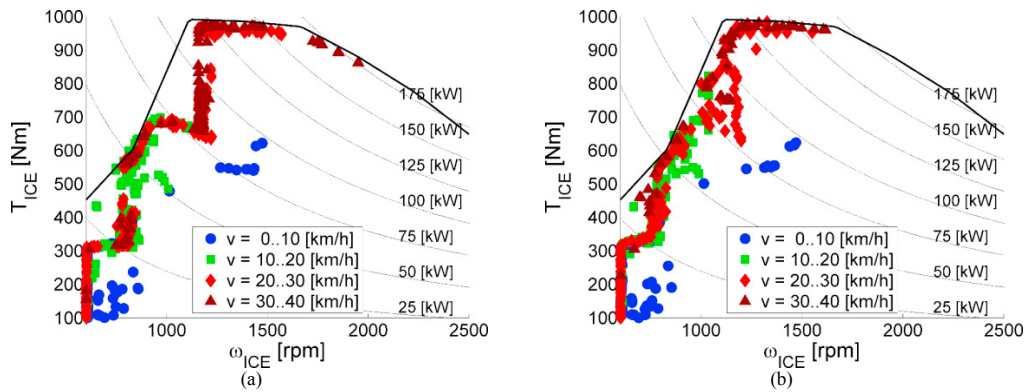 1000
900
800
700
600
500
400
300
200
100
T_ICE [Nm]
175 [kW]
150 [kW]
125 [kW]
100 [kW]
75 [kW]
50 [kW]
25 [kW]
v = 0..10 [km/h]
v = 10..20 [km/h]
v = 20..30 [km/h]
v = 30..40 [km/h]
1000 1500 2000 2500
ω_ICE [rpm]
(a)
1000
900
800
700
600
500
400
300
200
100
T_ICE [Nm]
175 [kW]
150 [kW]
125 [kW]
100 [kW]
75 [kW]
50 [kW]
25 [kW]
v = 0..10 [km/h]
v = 10..20 [km/h]
v = 20..30 [km/h]
v = 30..40 [km/h]
1000 1500 2000 2500
ω_ICE [rpm]
(b)